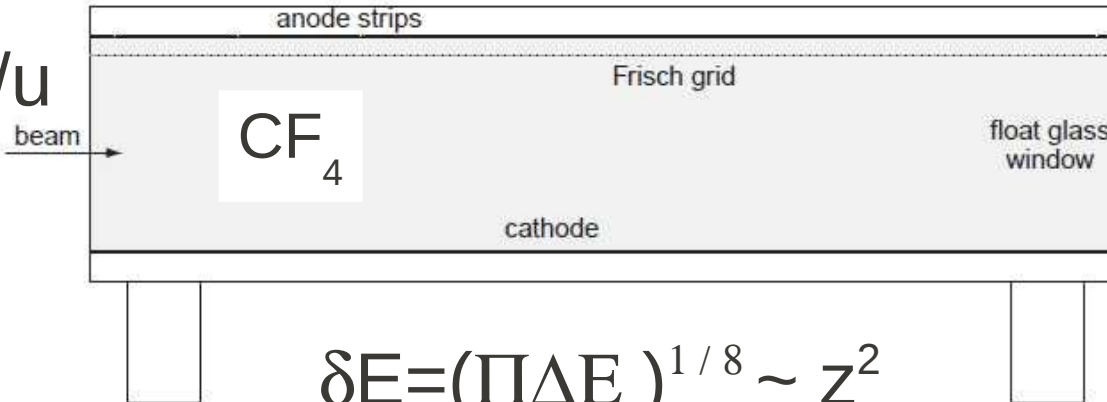 anode strips
/u
Frisch grid
beam
CF₄
float glass
window
cathode
δE=(ΠΔE )^{1 / 8} ~ z²